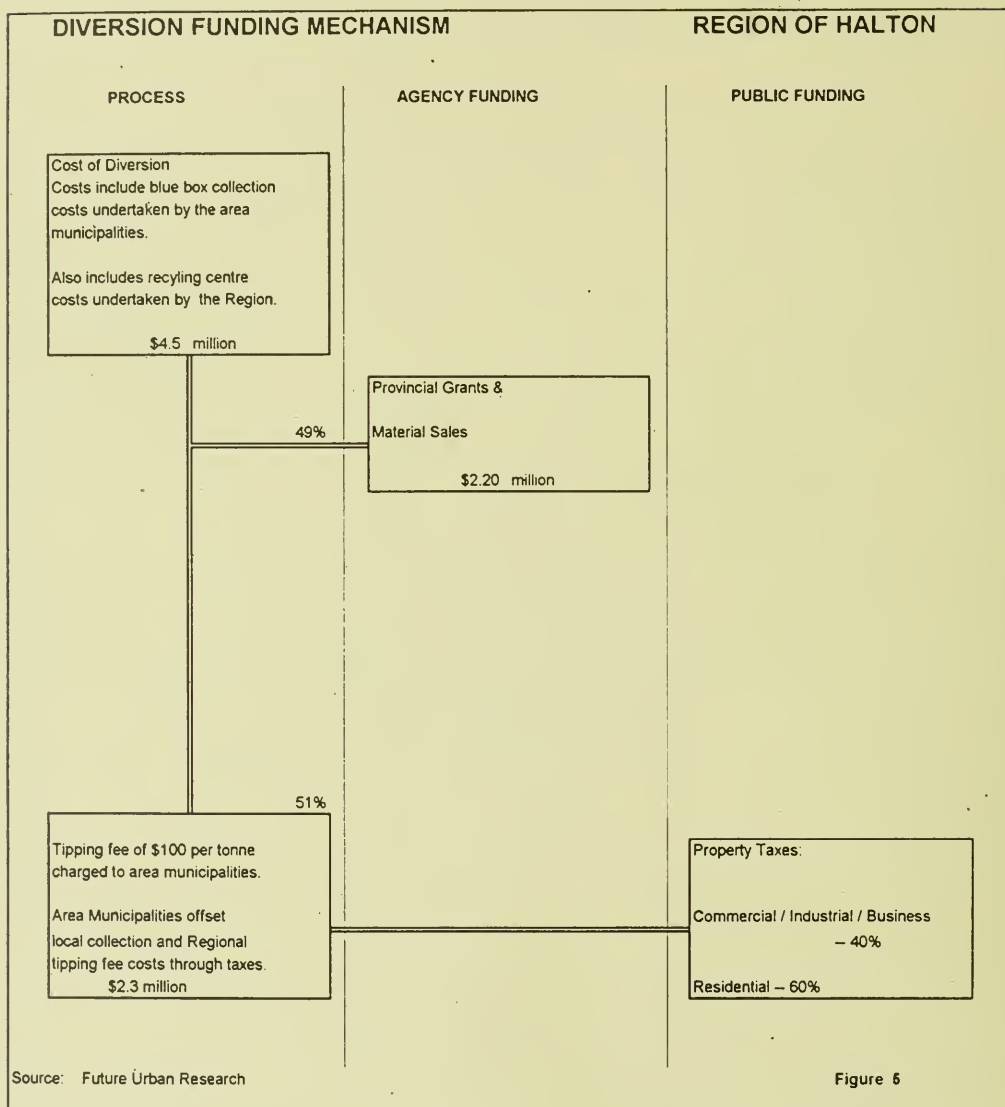 DIVERSION FUNDING MECHANISM
REGION OF HALTON
PROCESS
AGENCY FUNDING
PUBLIC FUNDING
Cost of Diversion
Costs include blue box collection
costs undertaken by the area
municipalities.
Also includes recyling centre
costs undertaken by the Region.
$4.5 million
49%
Provincial Grants &
Material Sales
$2.20 million
51%
Tipping fee of $100 per tonne
charged to area municipalities.
Area Municipalities offset
local collection and Regional
tipping fee costs through taxes.
$2.3 million
Property Taxes:
Commercial / Industrial / Business
– 40%
Residential – 60%
Source: Future Urban Research
Figure 5